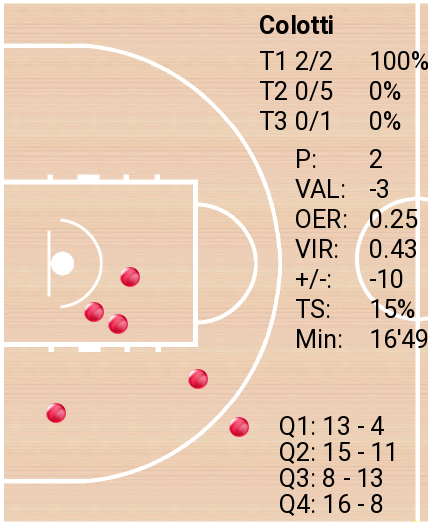 Colotti
T1 2/2 100%
T2 0/5 0%
T3 0/1 0%
P: 2
VAL: -3
OER: 0.25
VIR: 0.43
+/-: -10
TS: 15%
Min: 16'49
Q1: 13 - 4
Q2: 15 - 11
Q3: 8 - 13
Q4: 16 - 8